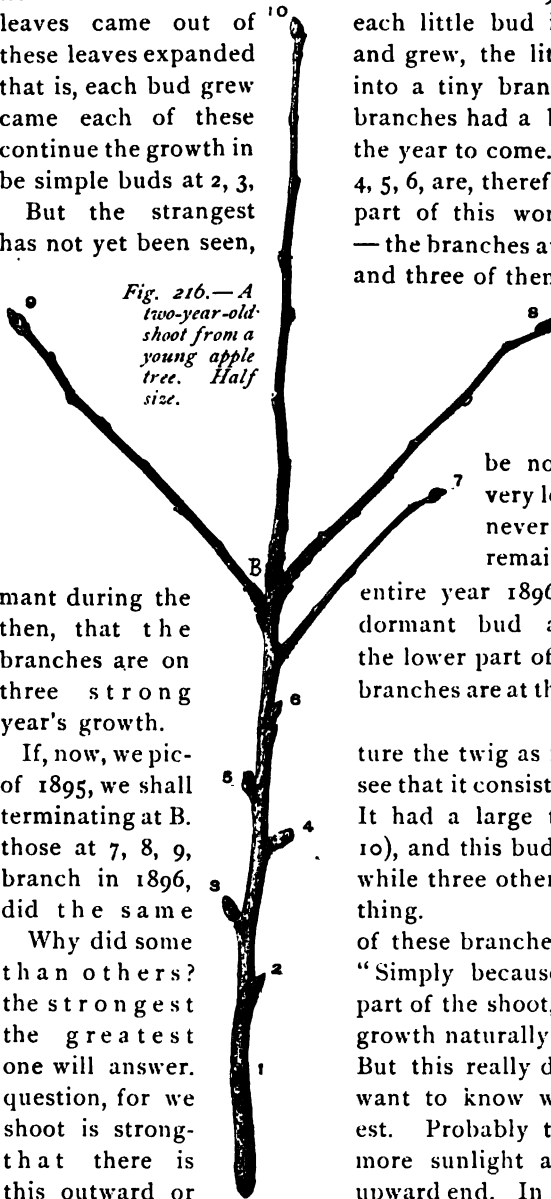 10
leaves came out of each little bud
these leaves expanded and grew, the lit
that is, each bud grew into a tiny bran
came each of these branches had a
continue the growth in the year to come.
be simple buds at 2, 3, 4, 5, 6, are, theref
But the strangest part of this wo
has not yet been seen, — the branches a
and three of them
Fig. 216.—A
two-year-old
shoot from a
young apple
tree. Half
size.
9
8
7
be no
very l
never
remai
B
mant during the entire year 1896
then, that the dormant bud a
branches are on the lower part of
three strong branches are at th
year's growth.
6
If, now, we pic- ture the twig as
of 1895, we shall see that it consist
5
terminating at B. It had a large t
4
those at 7, 8, 9, 10), and this bud
branch in 1896, while three other
3
did the same thing.
Why did some of these branche
2
than others? "Simply because
the strongest part of the shoot,
the greatest growth naturally
one will answer. But this really d
1
question, for we want to know w
shoot is strong- est. Probably t
that there is more sunlight a
this outward or upward end. In